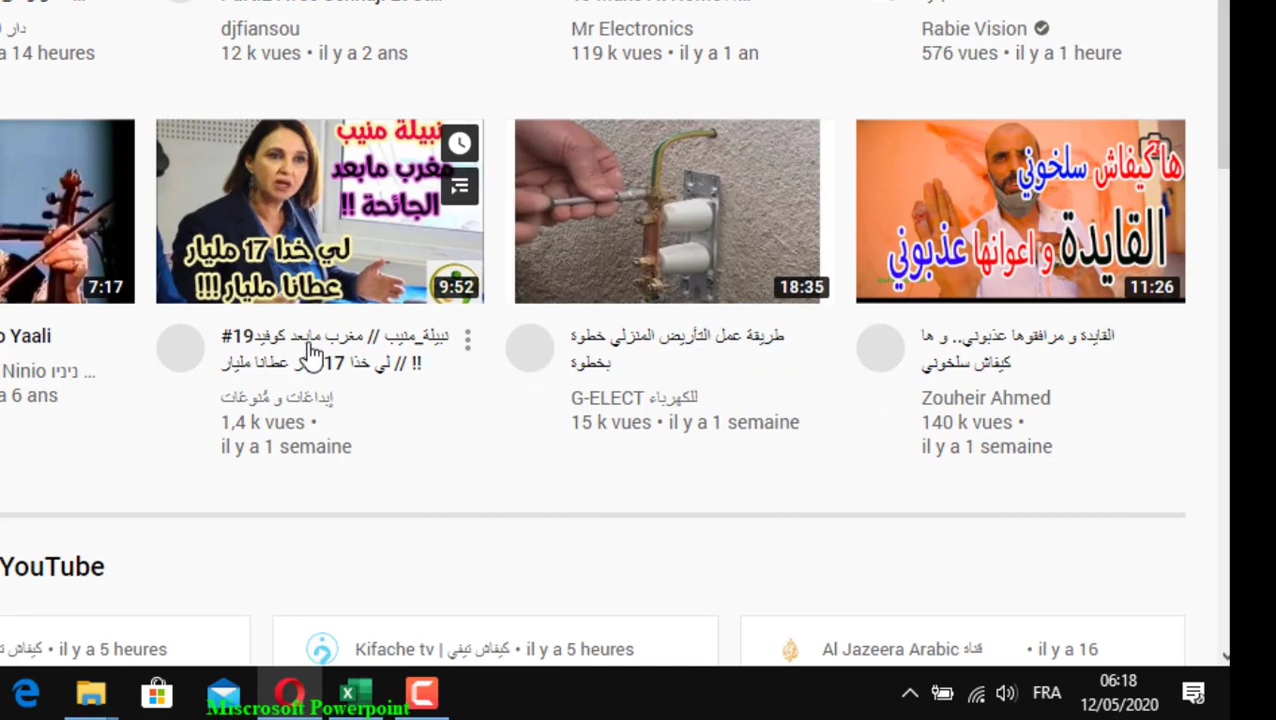 djfiansou
Mr Electronics
Rabie Vision
a 14 heures
12 k vues • il y a 2 ans
119 k vues • il y a 1 an
576 vues • il y a 1 heure
7:17
نبيلة منيب
مغرب مابعد
الجائحة !!
لي خدا 17 مليار
عطانا مليار !!!
9:52
18:35
ها كيفاش سلخوني
القايدة و اعوانها عذبوني
11:26
Yaali
Ninio نينيو ...
a 6 ans
#نبيلة_منيب // مغرب مابعد كوفيد19
!! // لي خذا 17 عطانا مليار
إبداعات و مُنوعات
1,4 k vues •
il y a 1 semaine
طريقة عمل التأريض المنزلي خطوة
بخطوة
G-ELECT للكهرباء
15 k vues • il y a 1 semaine
القايدة و مرافقوها عذبوني.. و ها
كيفاش سلخوني
Zouheir Ahmed
140 k vues •
il y a 1 semaine
YouTube
كيفاش • il y a 5 heures
Kifache tv | كيفاش تيفي • il y a 5 heures
Al Jazeera Arabic قناة • il y a 16
Miscrosoft Powerpoint
FRA
06:18
12/05/2020